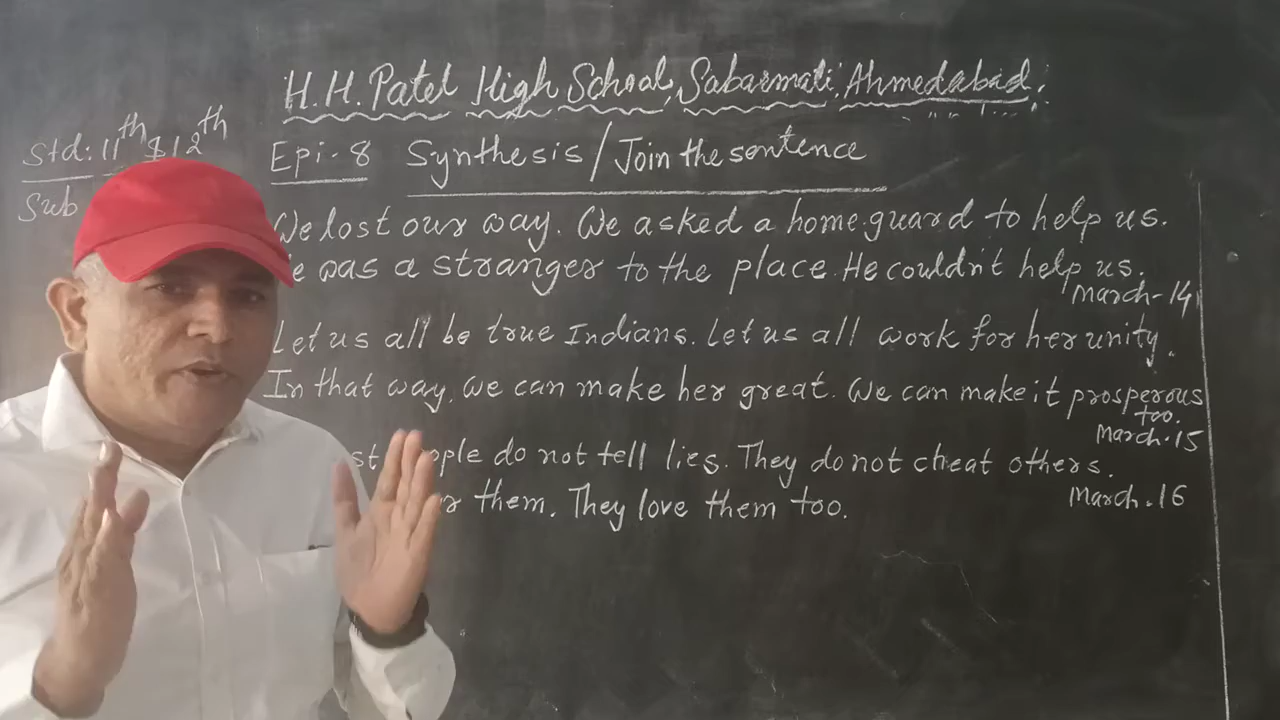 H.H.Patel High School, Sabarmati, Ahmedabad.
Std: 11th & 12th
Epi-8 Synthesis / Join the sentence
Sub
We lost our way. We asked a home guard to help us.
was a stranger to the place. He couldn't help us.
March-14
Let us all be true Indians. Let us all work for her unity.
In that way, we can make her great. We can make it prosperous
too.
March-15
do not tell lies. They do not cheat others.
March-16
them. They love them too.